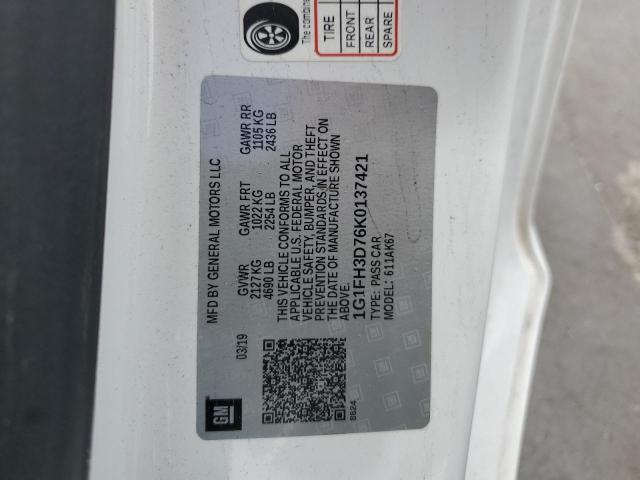 The combine
TIRE
FRONT
REAR
SPARE
MFD BY GENERAL MOTORS LLC
03/19
GVWR GAWR FRT GAWR RR
2127 KG 1022 KG 1105 KG
4690 LB 2254 LB 2436 LB
THIS VEHICLE CONFORMS TO ALL
APPLICABLE U.S. FEDERAL MOTOR
VEHICLE SAFETY, BUMPER, AND THEFT
PREVENTION STANDARDS IN EFFECT ON
THE DATE OF MANUFACTURE SHOWN
ABOVE.
1G1FH3D76K0137421
TYPE: PASS CAR
MODEL: 611AK67
GM
8624